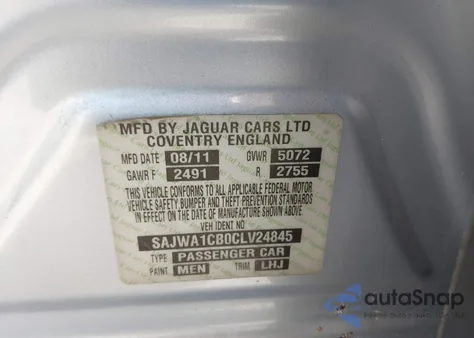 MFD BY JAGUAR CARS LTD
COVENTRY ENGLAND
MFD DATE 08/11 GVWR 5072
GAWR F 2491 R 2755
THIS VEHICLE CONFORMS TO ALL APPLICABLE FEDERAL MOTOR
VEHICLE SAFETY, BUMPER AND THEFT PREVENTION STANDARDS
IN EFFECT ON THE DATE OF MANUFACTURE SHOWN ABOVE.
VEH IDENT NO
SAJWA1CB0CLV24845
TYPE PASSENGER CAR
PAINT MEN TRIM LHJ
autoSnap